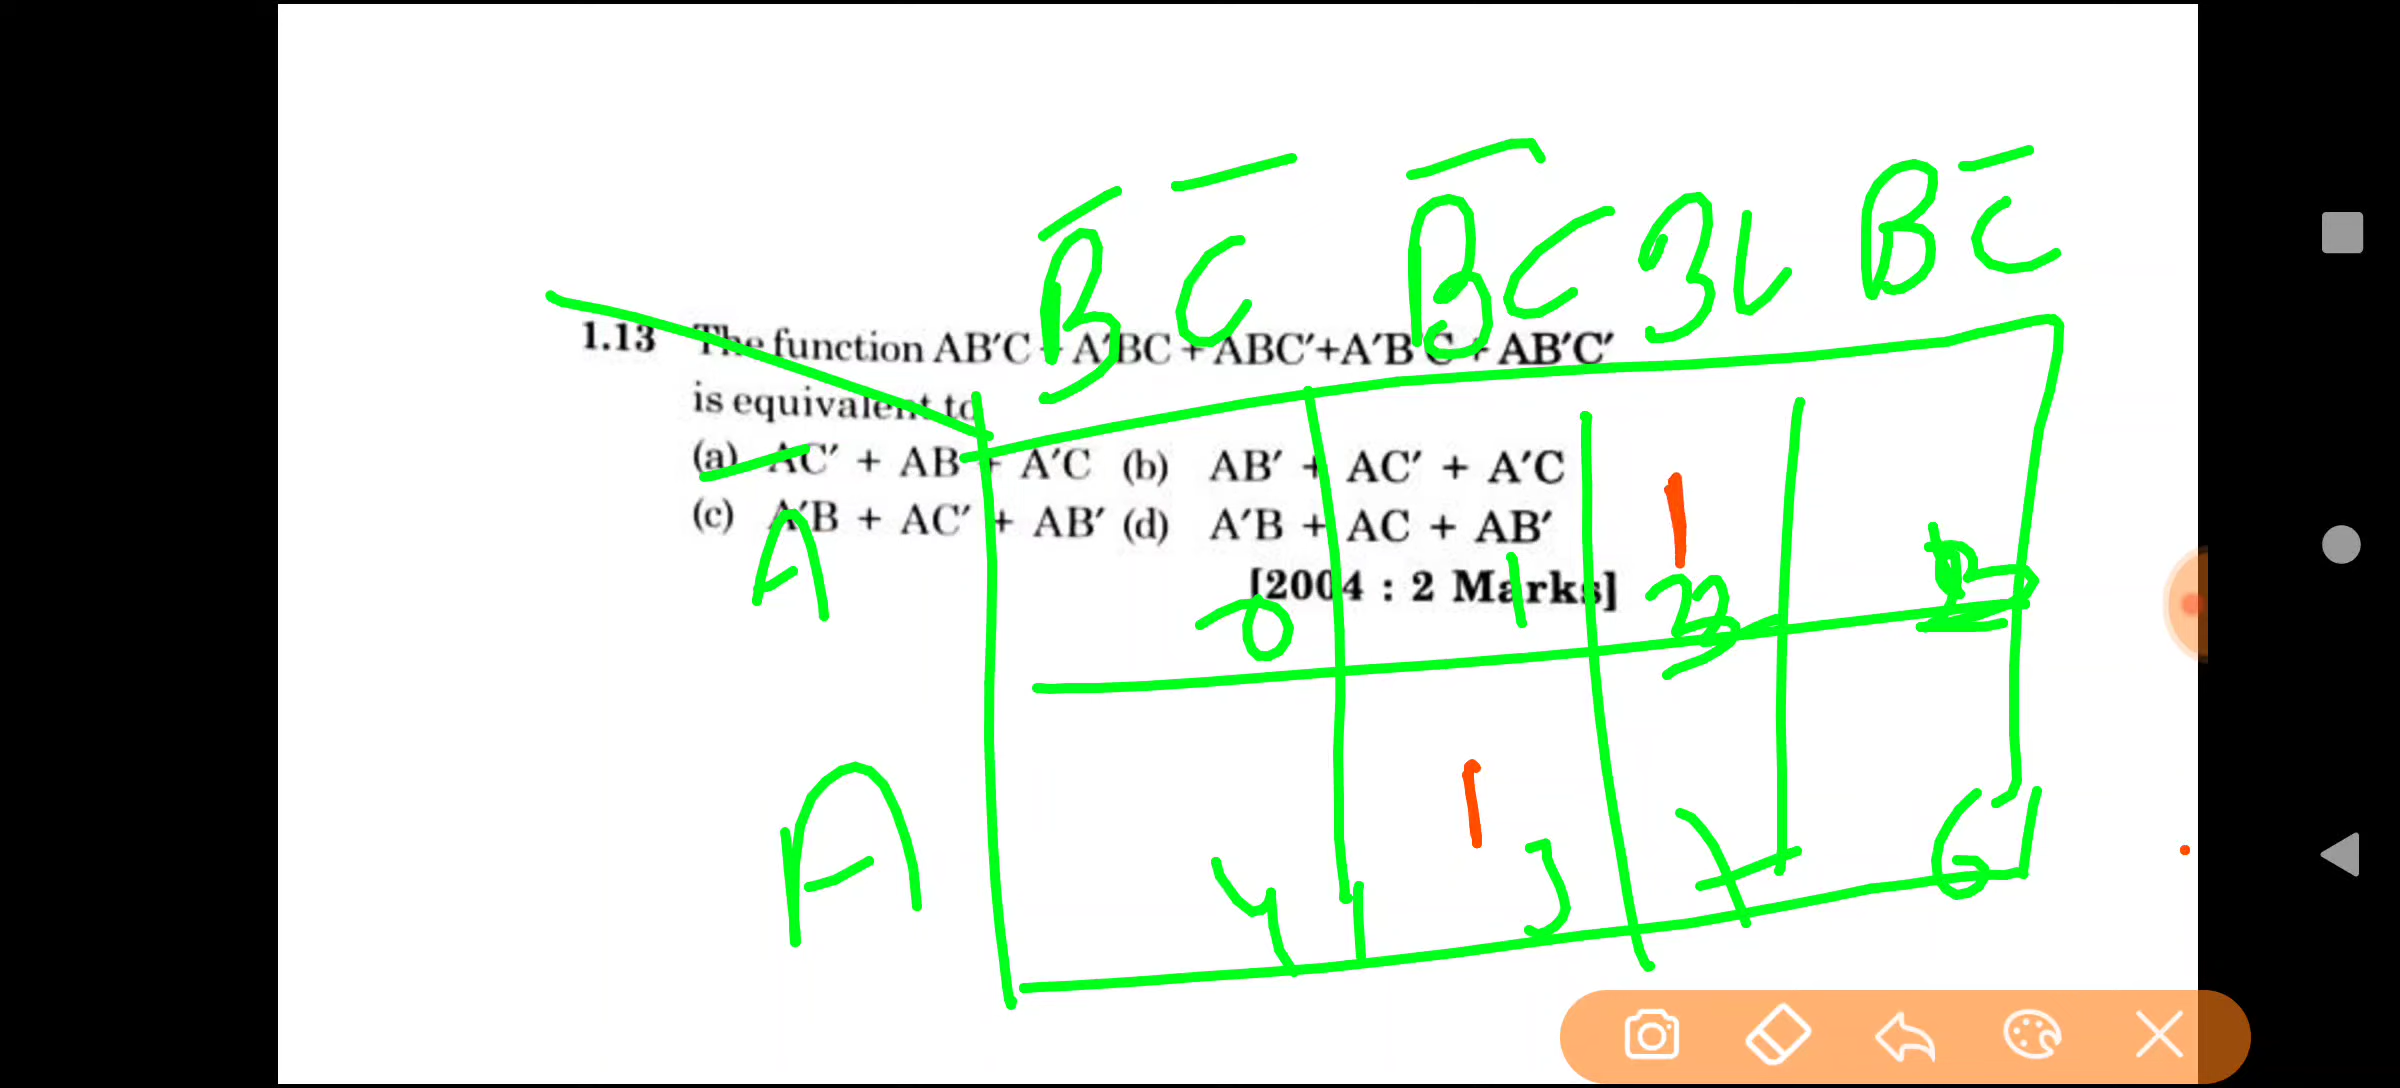 B̅ C̅ B̅C BC BC̅
1.13 The function AB′C + A′BC + ABC′+A′B′C + AB′C′
is equivalent to
(a) AC′ + AB + A′C (b) AB′ + AC′ + A′C
(c) A′B + AC′ + AB′ (d) A′B + AC + AB′
1
[2004 : 2 Marks]
A
0 1 3 2
A 1
4 7 6